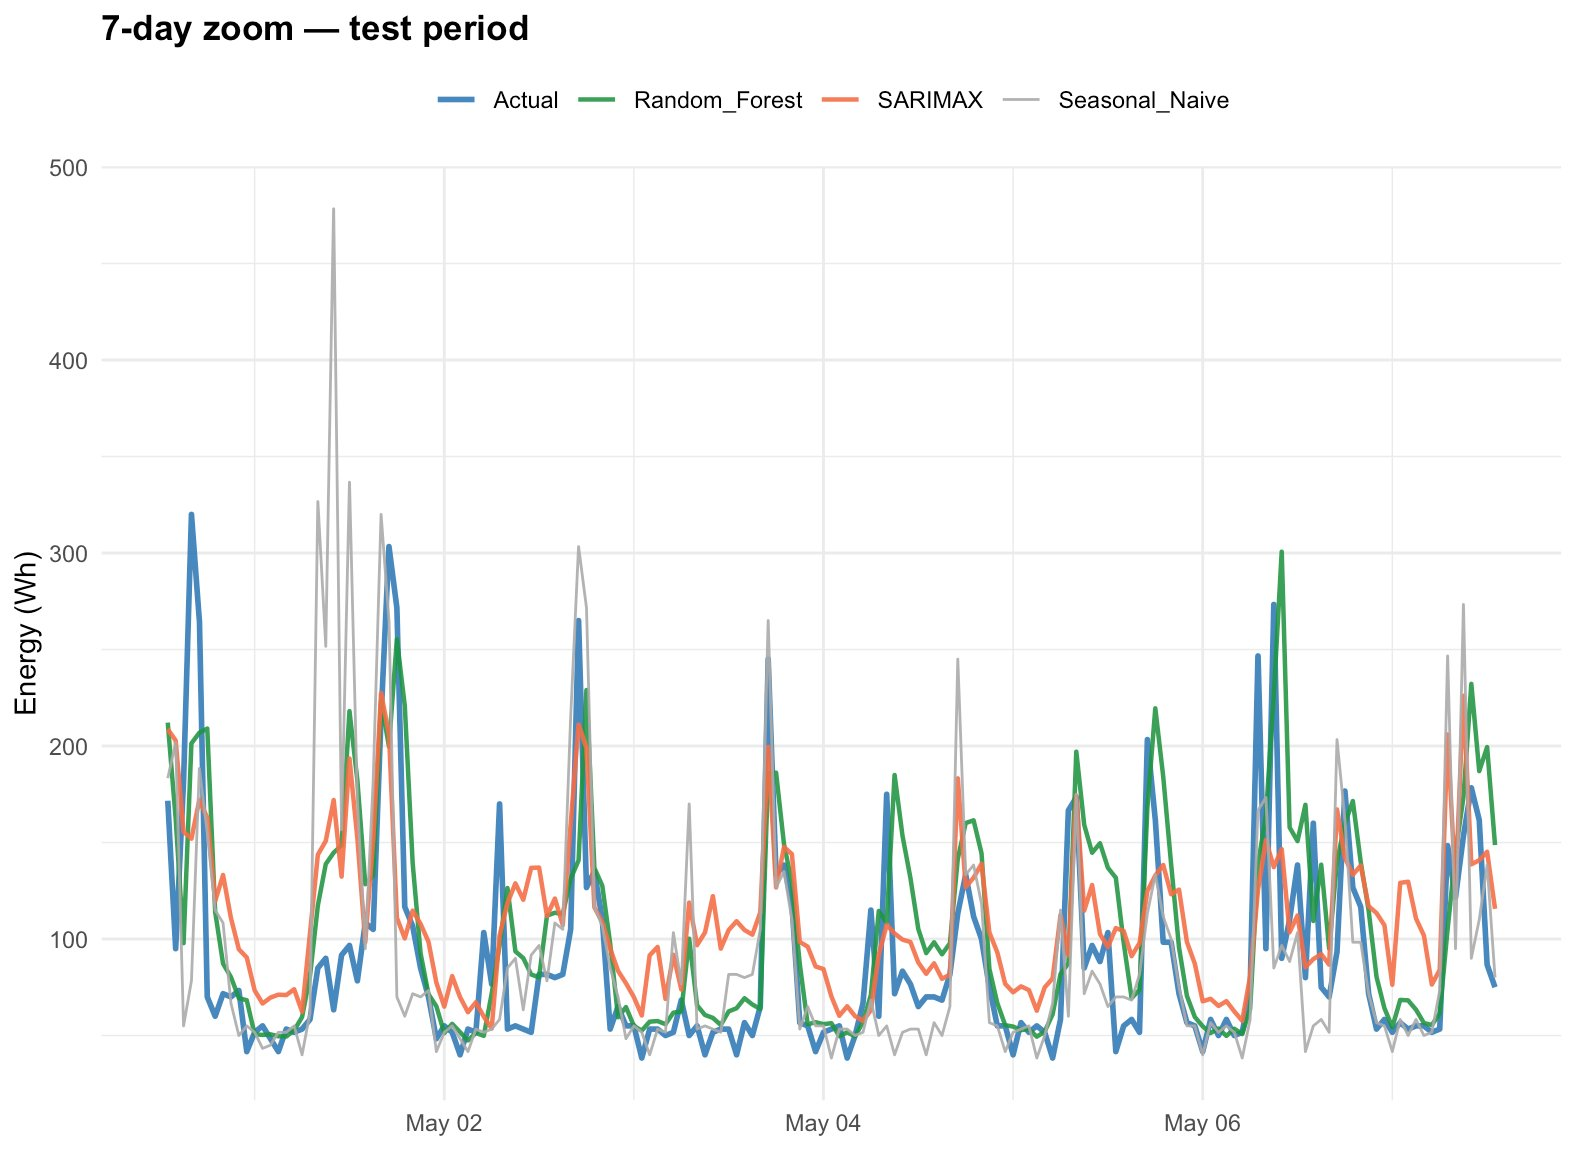 7-day zoom — test period
Actual Random_Forest SARIMAX Seasonal_Naive
500
400
300
200
100
Energy (Wh)
May 02 May 04 May 06